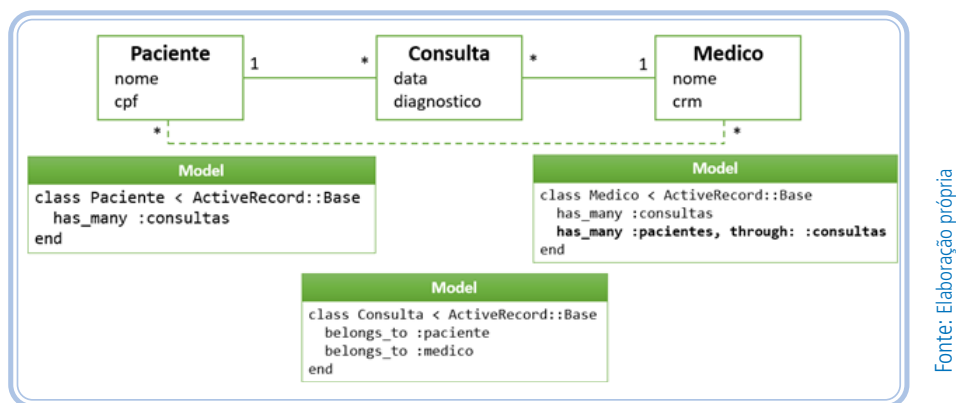 Paciente
nome
cpf
1
*
Consulta
data
diagnostico
*
1
Medico
nome
crm
*
*
Model
class Paciente < ActiveRecord::Base
has_many :consultas
end
Model
class Medico < ActiveRecord::Base
has_many :consultas
has_many :pacientes, through: :consultas
end
Model
class Consulta < ActiveRecord::Base
belongs_to :paciente
belongs_to :medico
end
Fonte: Elaboração própria